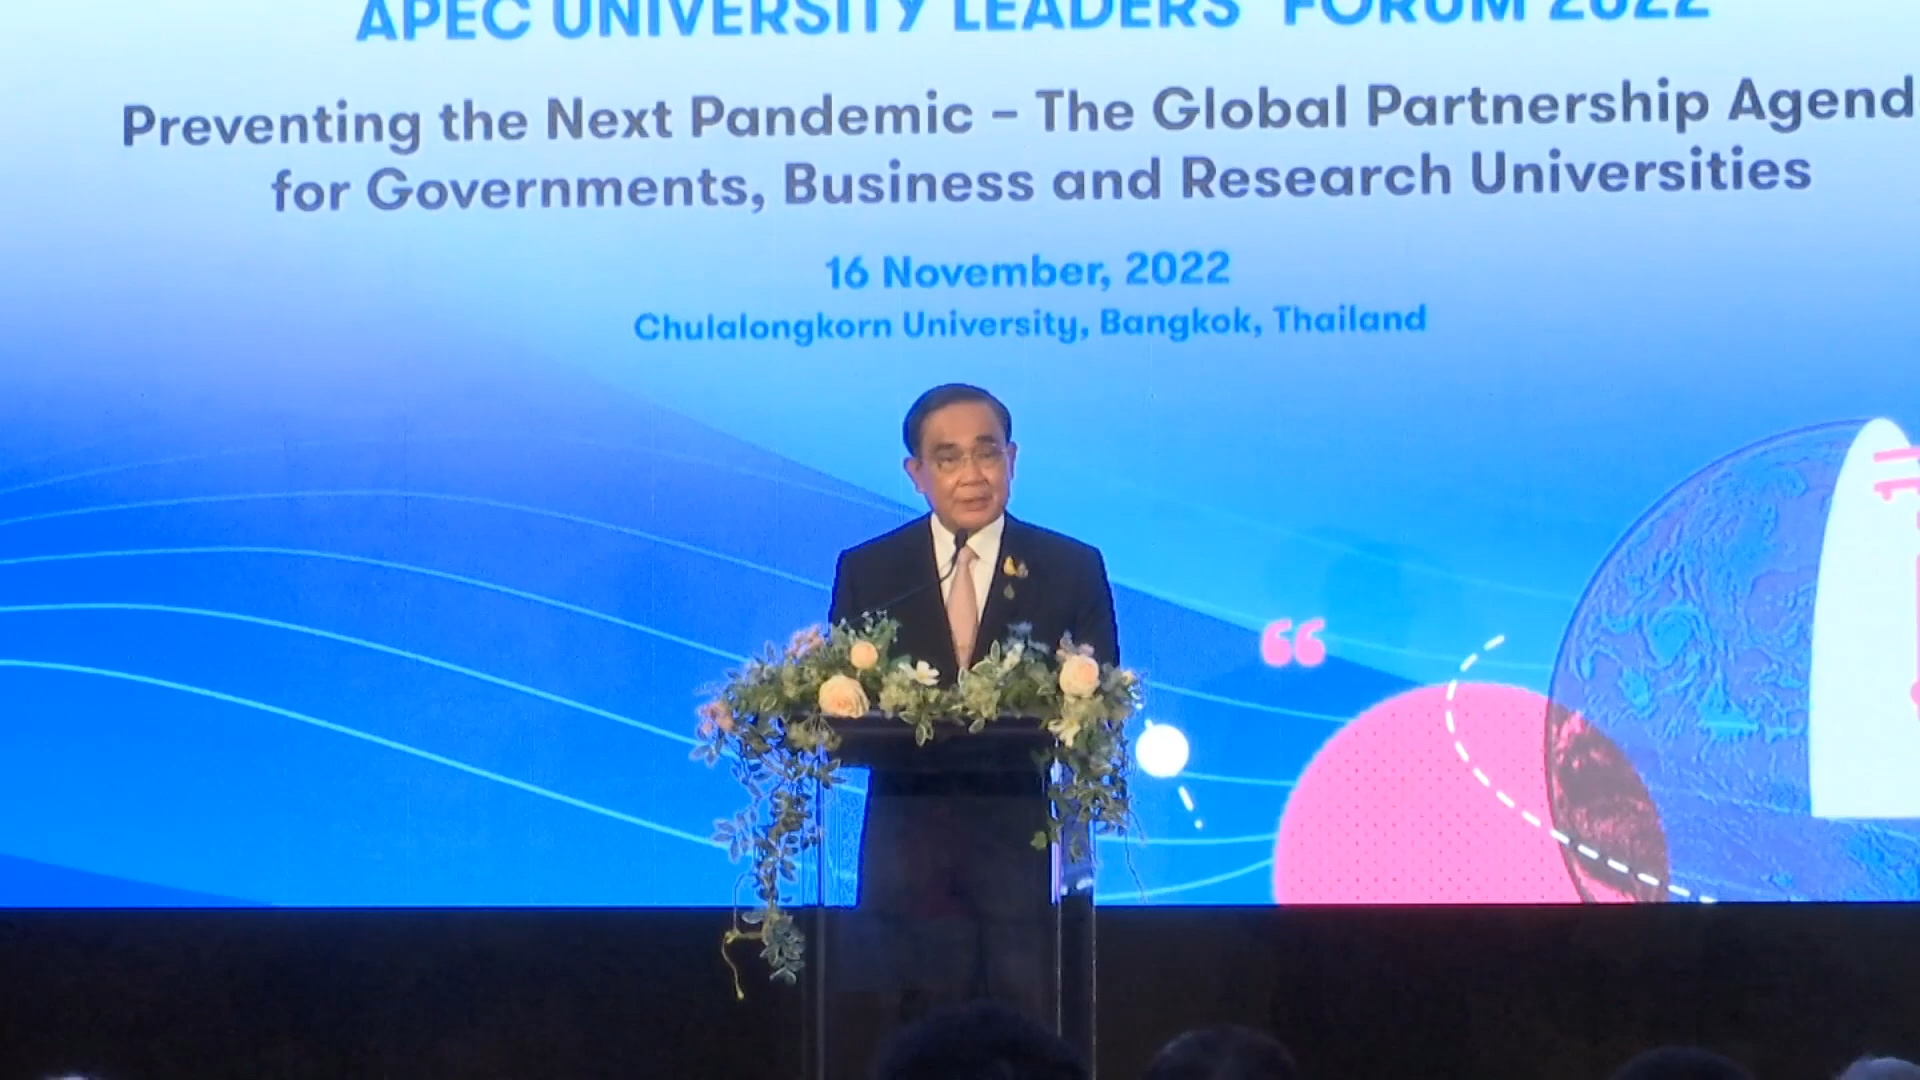 APEC UNIVERSITY LEADERS' FORUM 2022
Preventing the Next Pandemic – The Global Partnership Agend
for Governments, Business and Research Universities
16 November, 2022
Chulalongkorn University, Bangkok, Thailand
“